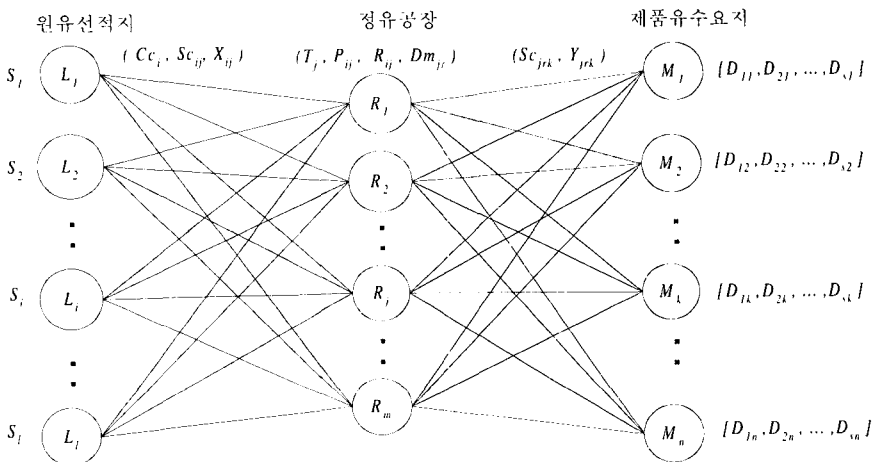 원유선적지 정유공장 제품유수요지
(Cc_i, Sc_ij, X_ij) (T_j, P_ij, R_ij, Dm_jr) (Sc_jrk, Y_jrk)
S_1 L_1 R_1 M_1 [D_11, D_21, ..., D_s1]
S_2 L_2 R_2 M_2 [D_12, D_22, ..., D_s2]
S_i L_i R_j M_k [D_1k, D_2k, ..., D_sk]
S_l L_l R_m M_n [D_1n, D_2n, ..., D_sn]